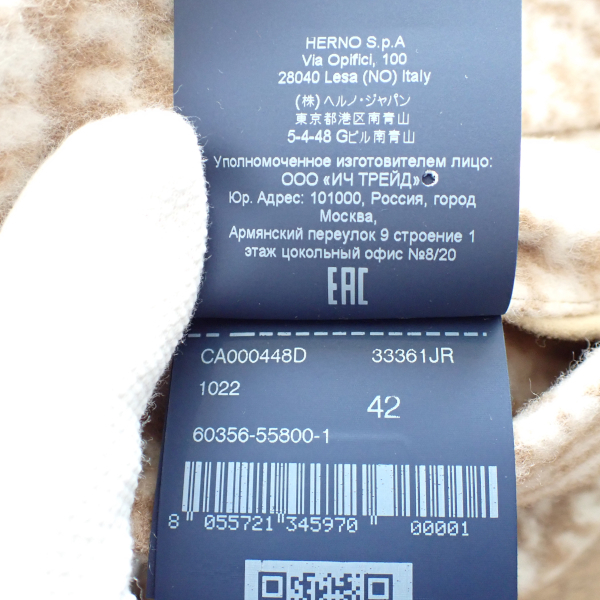 HERNO S.p.A
Via Opifici, 100
28040 Lesa (NO) Italy
(株)ヘルノ・ジャパン
東京都港区南青山
5-4-48 Gビル南青山
Уполномоченное изготовителем лицо:
ООО «ИЧ ТРЕЙД»
Юр. Адрес: 101000, Россия, город
Москва,
Армянский переулок 9 строение 1
этаж цокольный офис №8/20
EAC
CA000448D 33361JR
1022
42
60356-55800-1
8 055721 345970 00001